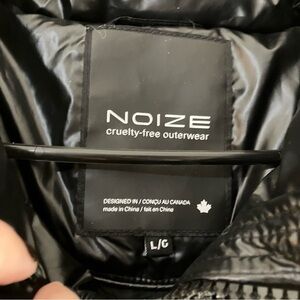 NOIZE
cruelty-free outerwear
DESIGNED IN / CONÇU AU CANADA
made in China / fait en Chine
L/G